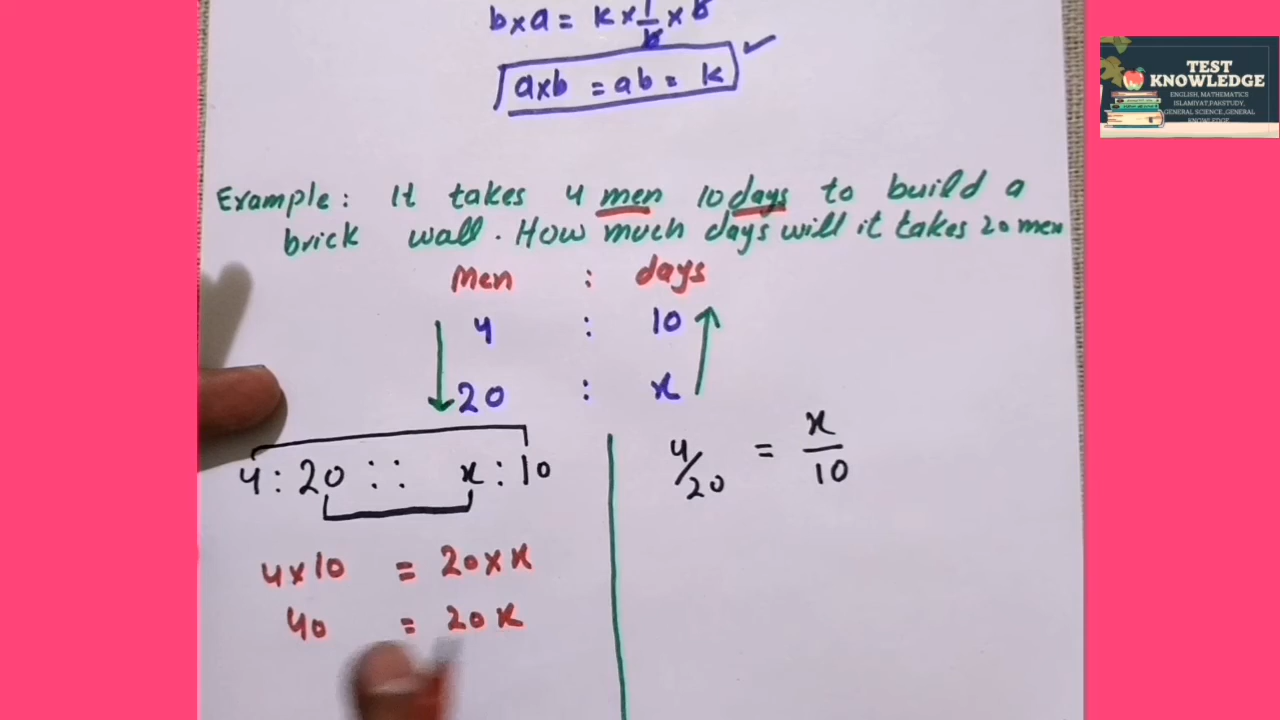 b x a = k x 1/b x b
a x b = ab = k
TEST
KNOWLEDGE
ENGLISH, MATHEMATICS
ISLAMIYAT,PAKSTUDY,
GENERAL SCIENCE ,GENERAL
KNOWLEDGE
Example : It takes 4 men 10 days to build a
brick wall. How much days will it takes 20 men
Men : days
4 : 10
20 : x
4 : 20 :: x : 10
4/20 = x/10
4 x 10 = 20 x x
40 = 20x